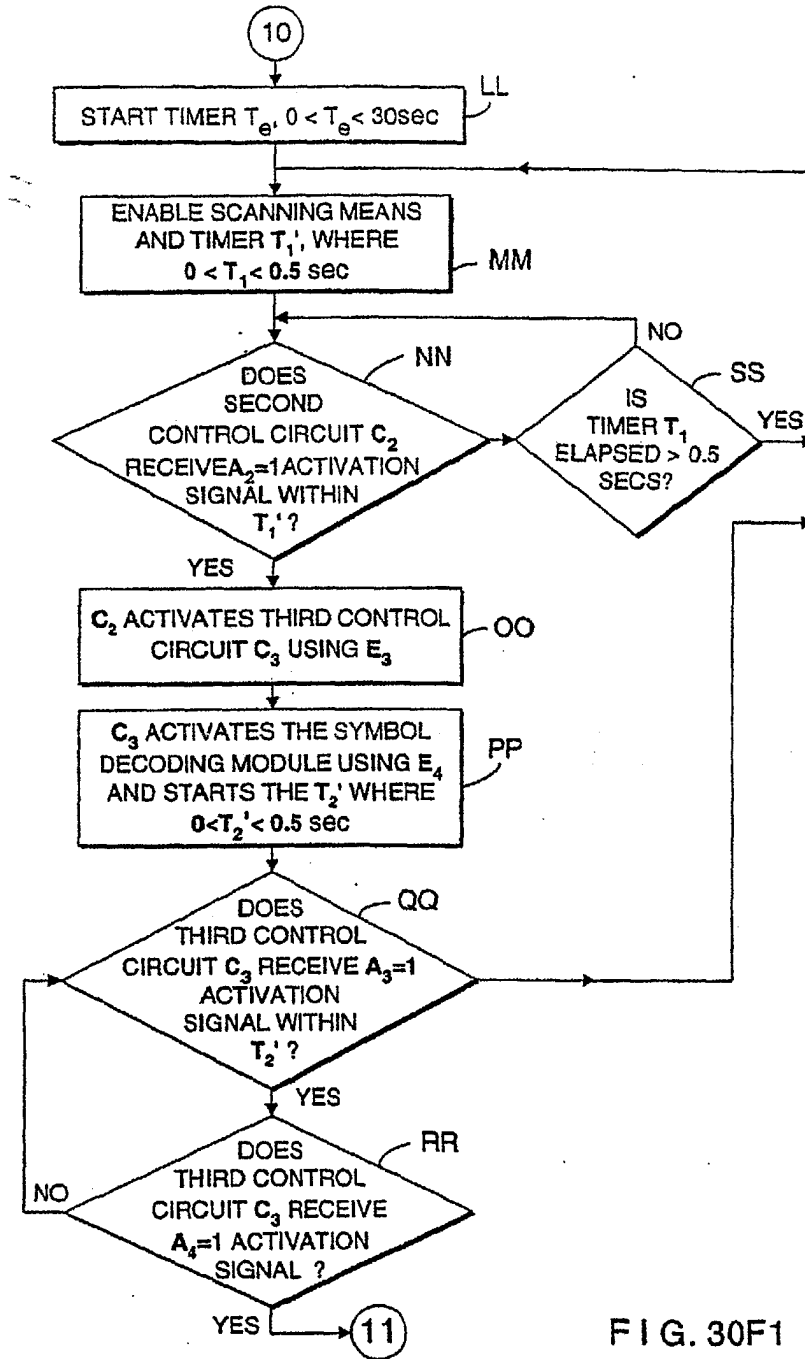 10
LL
START TIMER Te, 0 < Te < 30sec
ENABLE SCANNING MEANS
AND TIMER T1', WHERE
0 < T1 < 0.5 sec
MM
NO
NN
SS
DOES
SECOND
CONTROL CIRCUIT C2
RECEIVEA2=1ACTIVATION
SIGNAL WITHIN
T1' ?
IS
TIMER T1
ELAPSED > 0.5
SECS?
YES
YES
C2 ACTIVATES THIRD CONTROL
CIRCUIT C3 USING E3
OO
C3 ACTIVATES THE SYMBOL
DECODING MODULE USING E4
AND STARTS THE T2' WHERE
0<T2'< 0.5 sec
PP
QQ
DOES
THIRD CONTROL
CIRCUIT C3 RECEIVE A3=1
ACTIVATION
SIGNAL WITHIN
T2' ?
YES
RR
DOES
THIRD CONTROL
CIRCUIT C3 RECEIVE
A4=1 ACTIVATION
SIGNAL ?
NO
YES
11
FIG. 30F1